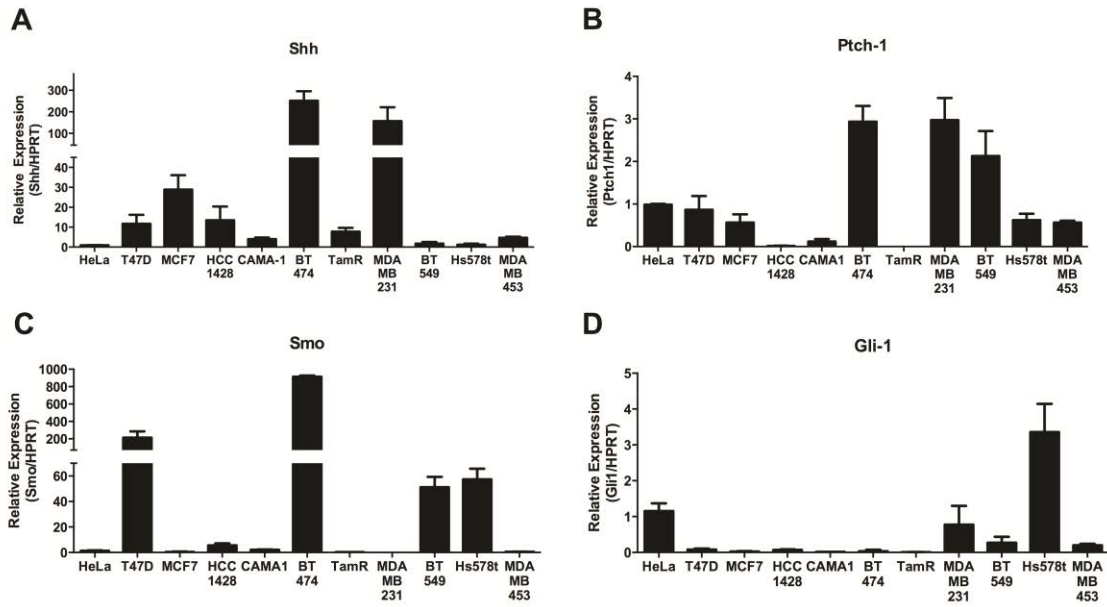 A
Shh
Relative Expression
(Shh/HPRT)
300
200
100
40
30
20
10
0
HeLa T47D MCF7 HCC CAMA-1 BT TamR MDA BT Hs578t MDA
1428 474 MB 549 MB
231 453
B
Ptch-1
Relative Expression
(Ptch1/HPRT)
4
3
2
1
0
HeLa T47D MCF7 HCC CAMA1 BT TamR MDA BT Hs578t MDA
1428 474 MB 549 MB
231 453
C
Smo
Relative Expression
(Smo/HPRT)
1000
800
600
400
200
60
40
20
0
HeLa T47D MCF7 HCC CAMA1 BT TamR MDA BT Hs578t MDA
1428 474 MB 549 MB
231 453
D
Gli-1
Relative Expression
(Gli1/HPRT)
5
4
3
2
1
0
HeLa T47D MCF7 HCC CAMA1 BT TamR MDA BT Hs578t MDA
1428 474 MB 549 MB
231 453